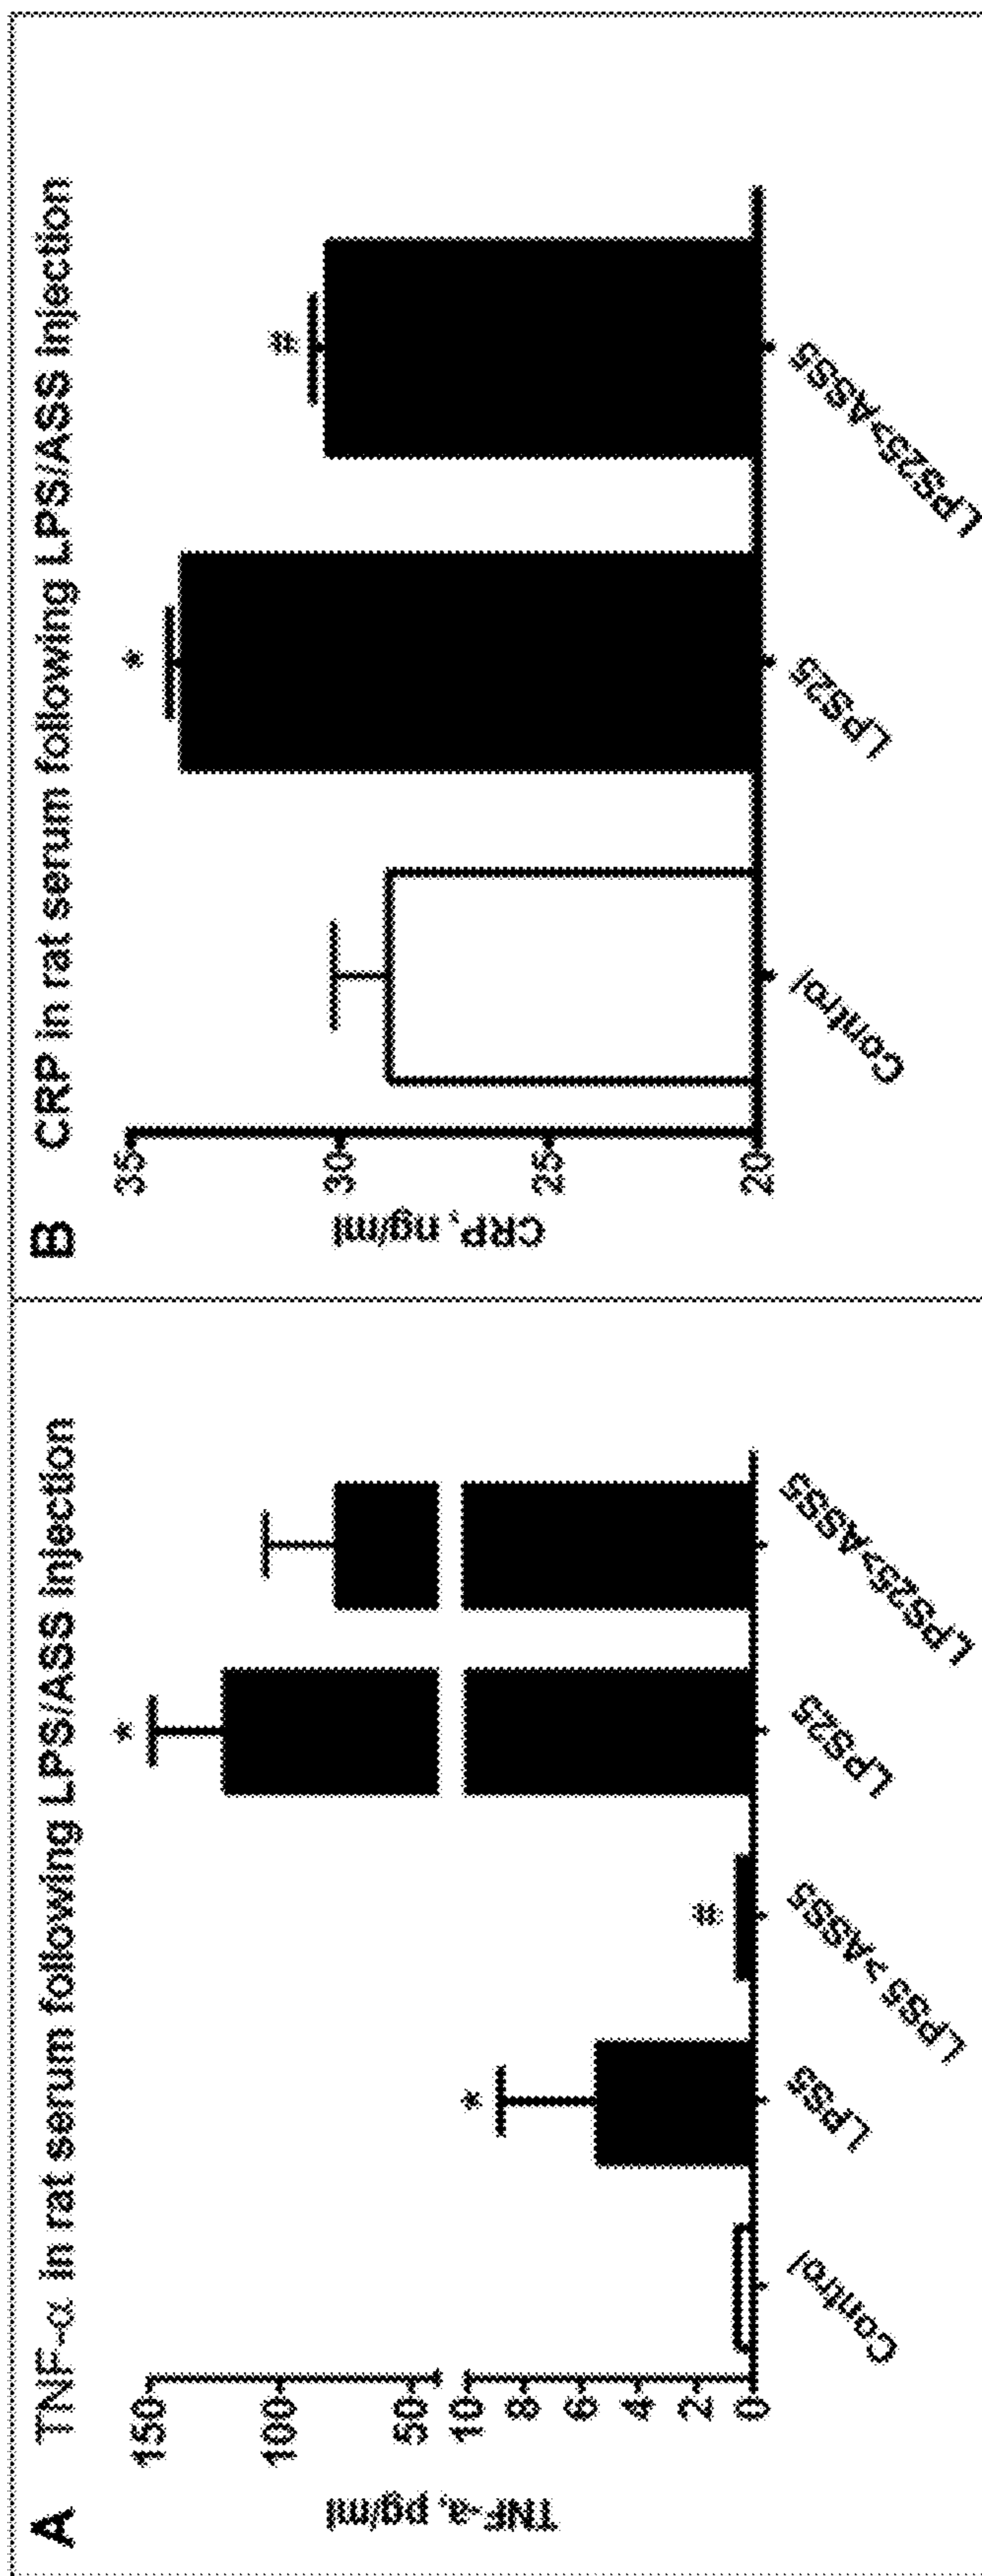 A TNF-α in rat serum following LPS/ASS injection
TNF-a, pg/ml
150
100
50
10
8
6
4
2
0
*
#
*
Control
LPS5
LPS5 >ASS5
LPS25
LPS25>ASS5
B CRP in rat serum following LPS/ASS injection
CRP, ng/ml
35
30
25
20
*
#
Control
LPS25
LPS25>ASS5